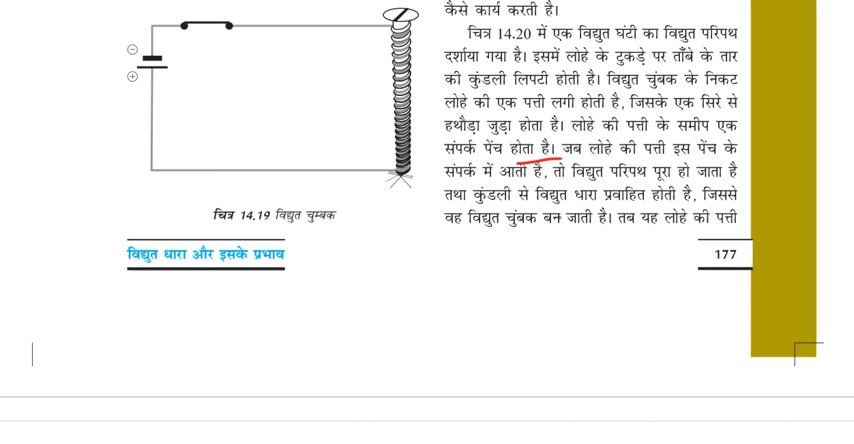 कैसे कार्य करती है।
चित्र 14.20 में एक विद्युत घंटी का विद्युत परिपथ
दर्शाया गया है। इसमें लोहे के टुकड़े पर ताँबे के तार
की कुंडली लिपटी होती है। विद्युत चुंबक के निकट
लोहे की एक पत्ती लगी होती है, जिसके एक सिरे से
हथौड़ा जुड़ा होता है। लोहे की पत्ती के समीप एक
संपर्क पेंच होता है। जब लोहे की पत्ती इस पेंच के
संपर्क में आती है, तो विद्युत परिपथ पूरा हो जाता है
तथा कुंडली से विद्युत धारा प्रवाहित होती है, जिससे
वह विद्युत चुंबक बन जाती है। तब यह लोहे की पत्ती
चित्र 14.19 विद्युत चुम्बक
विद्युत धारा और इसके प्रभाव
177